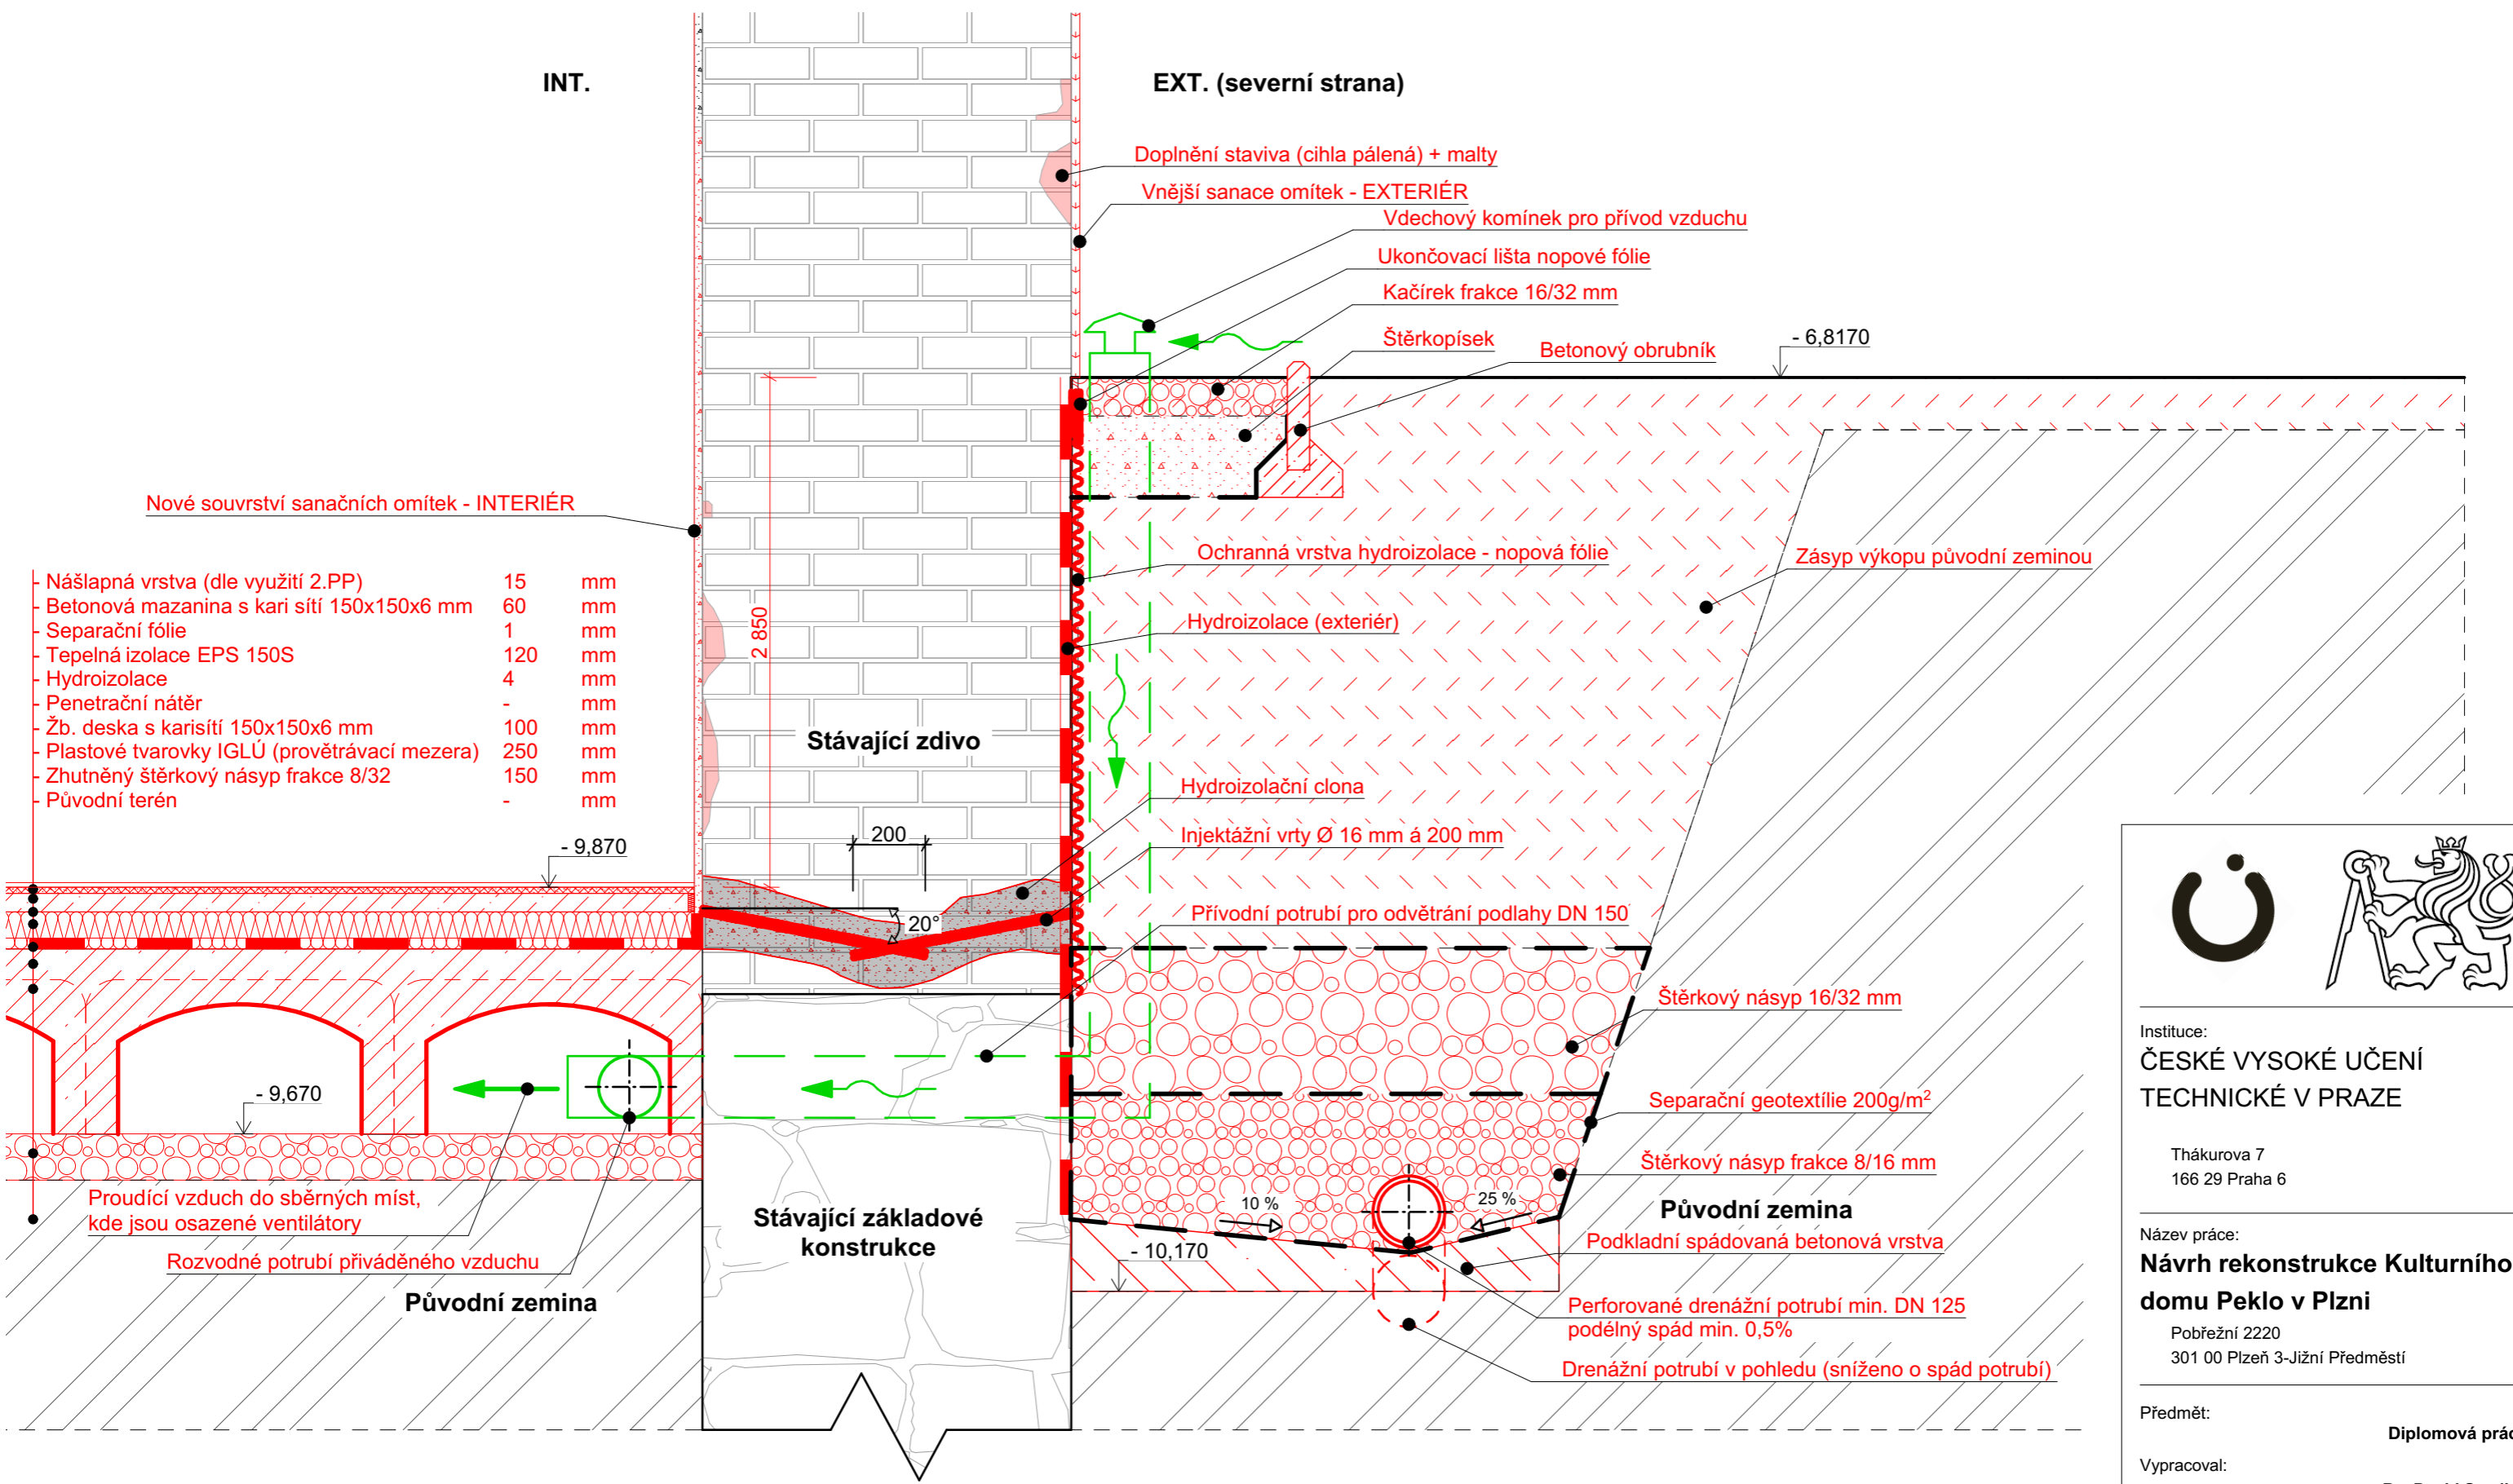 INT.
EXT. (severní strana)
Doplnění staviva (cihla pálená) + malty
Vnější sanace omítek - EXTERIÉR
Vdechový komínek pro přívod vzduchu
Ukončovací lišta nopové fólie
Kačírek frakce 16/32 mm
Štěrkopísek
Betonový obrubník
- 6,8170
Nové souvrství sanačních omítek - INTERIÉR
- Nášlapná vrstva (dle využití 2.PP) 15 mm
- Betonová mazanina s kari sítí 150x150x6 mm 60 mm
- Separační fólie 1 mm
- Tepelná izolace EPS 150S 120 mm
- Hydroizolace 4 mm
- Penetrační nátěr - mm
- Žb. deska s karisítí 150x150x6 mm 100 mm
- Plastové tvarovky IGLÚ (provětrávací mezera) 250 mm
- Zhutněný štěrkový násyp frakce 8/32 150 mm
- Původní terén - mm
2 850
Ochranná vrstva hydroizolace - nopová fólie
Zásyp výkopu původní zeminou
Hydroizolace (exteriér)
Stávající zdivo
Hydroizolační clona
200
Injektážní vrty Ø 16 mm á 200 mm
- 9,870
20°
Přívodní potrubí pro odvětrání podlahy DN 150
Štěrkový násyp 16/32 mm
- 9,670
Separační geotextílie 200g/m²
Štěrkový násyp frakce 8/16 mm
Proudící vzduch do sběrných míst,
kde jsou osazené ventilátory
Rozvodné potrubí přiváděného vzduchu
Původní zemina
Stávající základové
konstrukce
10 %
25 %
Původní zemina
- 10,170
Podkladní spádovaná betonová vrstva
Perforované drenážní potrubí min. DN 125
podélný spád min. 0,5%
Drenážní potrubí v pohledu (sníženo o spád potrubí)
Instituce:
ČESKÉ VYSOKÉ UČENÍ
TECHNICKÉ V PRAZE
Thákurova 7
166 29 Praha 6
Název práce:
Návrh rekonstrukce Kulturního
domu Peklo v Plzni
Pobřežní 2220
301 00 Plzeň 3-Jižní Předměstí
Předmět:
Diplomová prác
Vypracoval: